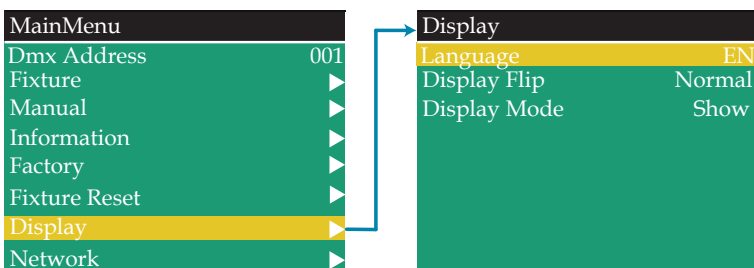 MainMenu
Dmx Address 001
Fixture
Manual
Information
Factory
Fixture Reset
Display
Network
Display
Language EN
Display Flip Normal
Display Mode Show